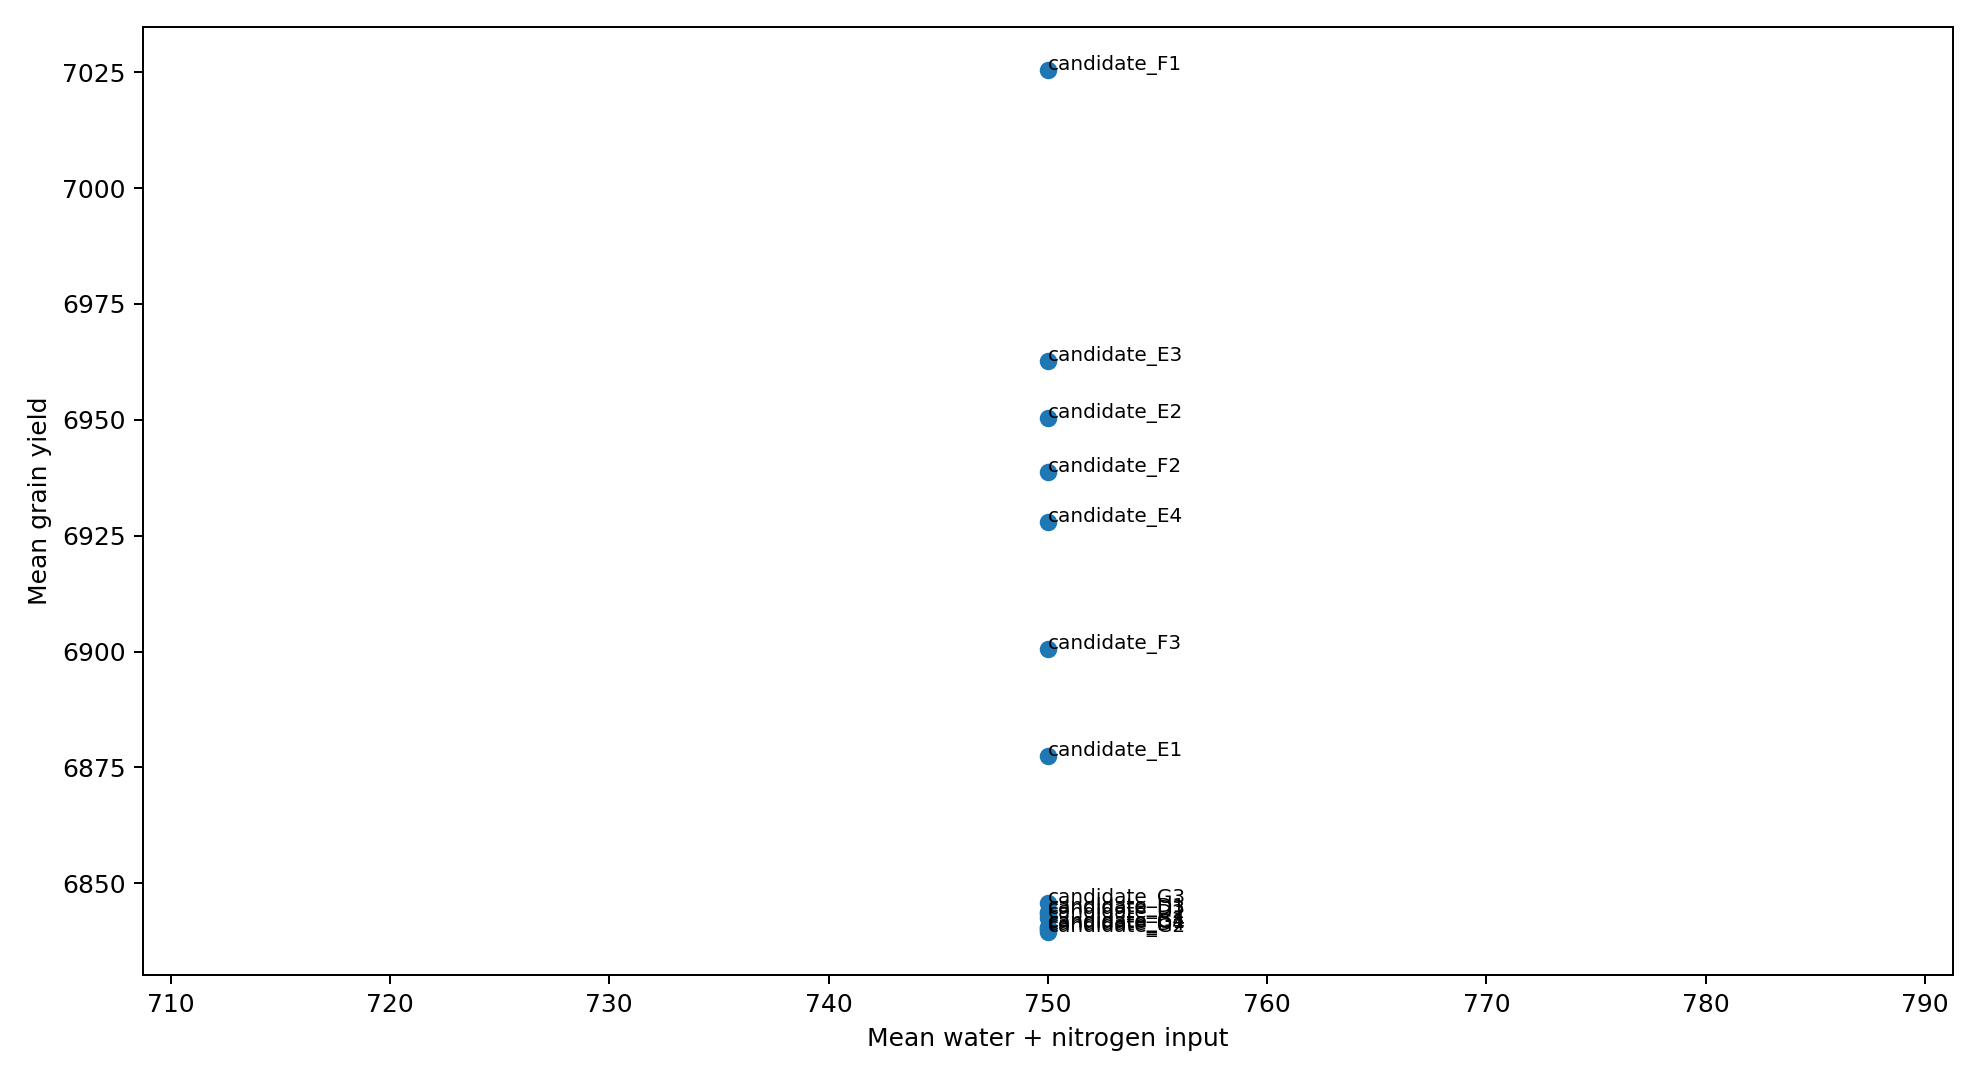 7025
7000
6975
6950
6925
6900
6875
6850
Mean grain yield
candidate_F1
candidate_E3
candidate_E2
candidate_F2
candidate_E4
candidate_F3
candidate_E1
candidate_G3
candidate_G2
710 720 730 740 750 760 770 780 790
Mean water + nitrogen input